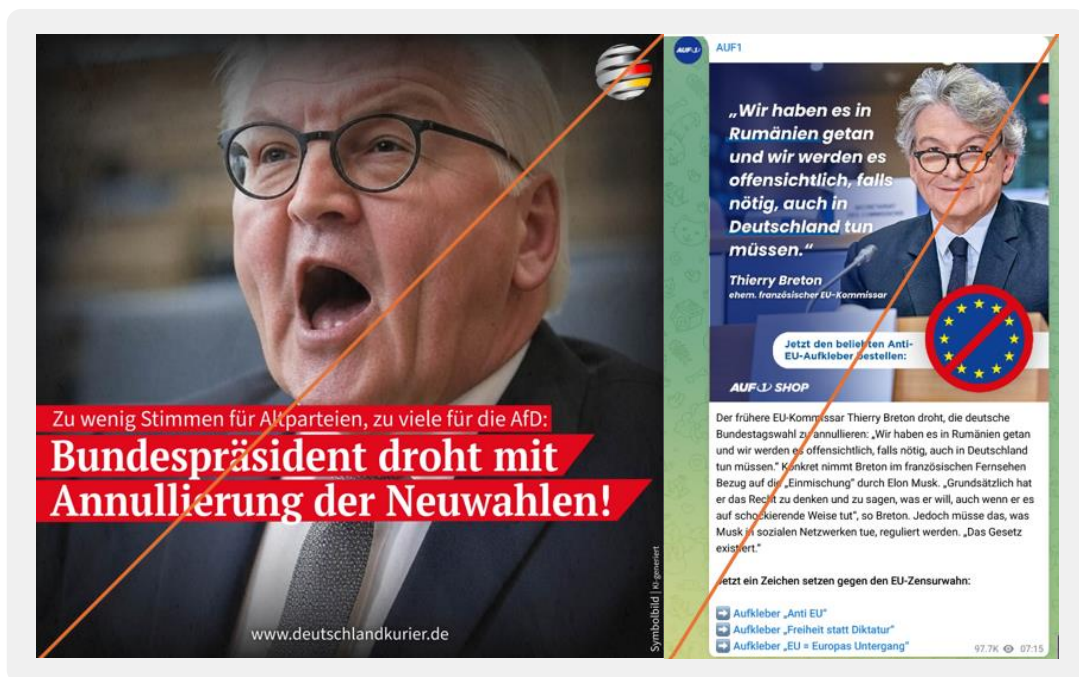 Zu wenig Stimmen für Altparteien, zu viele für die AfD:
Bundespräsident droht mit
Annullierung der Neuwahlen!
www.deutschlandkurier.de
Symbolbild | KI-generiert
AUF1
AUF1
„Wir haben es in
Rumänien getan
und wir werden es
offensichtlich, falls
nötig, auch in
Deutschland tun
müssen.“
Thierry Breton
ehem. französischer EU-Kommissar
Jetzt den beliebten Anti-
EU-Aufkleber bestellen:
AUF1 SHOP
Der frühere EU-Kommissar Thierry Breton droht, die deutsche
Bundestagswahl zu annullieren: „Wir haben es in Rumänien getan
und wir werden es offensichtlich, falls nötig, auch in Deutschland
tun müssen.“ Konkret nimmt Breton im französischen Fernsehen
Bezug auf die „Einmischung“ durch Elon Musk. „Grundsätzlich hat
er das Recht zu denken und zu sagen, was er will, auch wenn er es
auf schockierende Weise tut“, so Breton. Jedoch müsse das, was
Musk in sozialen Netzwerken tue, reguliert werden. „Das Gesetz
existiert.“
Jetzt ein Zeichen setzen gegen den EU-Zensurwahn:
Aufkleber „Anti EU“
Aufkleber „Freiheit statt Diktatur“
Aufkleber „EU = Europas Untergang“
97.7K 07:15